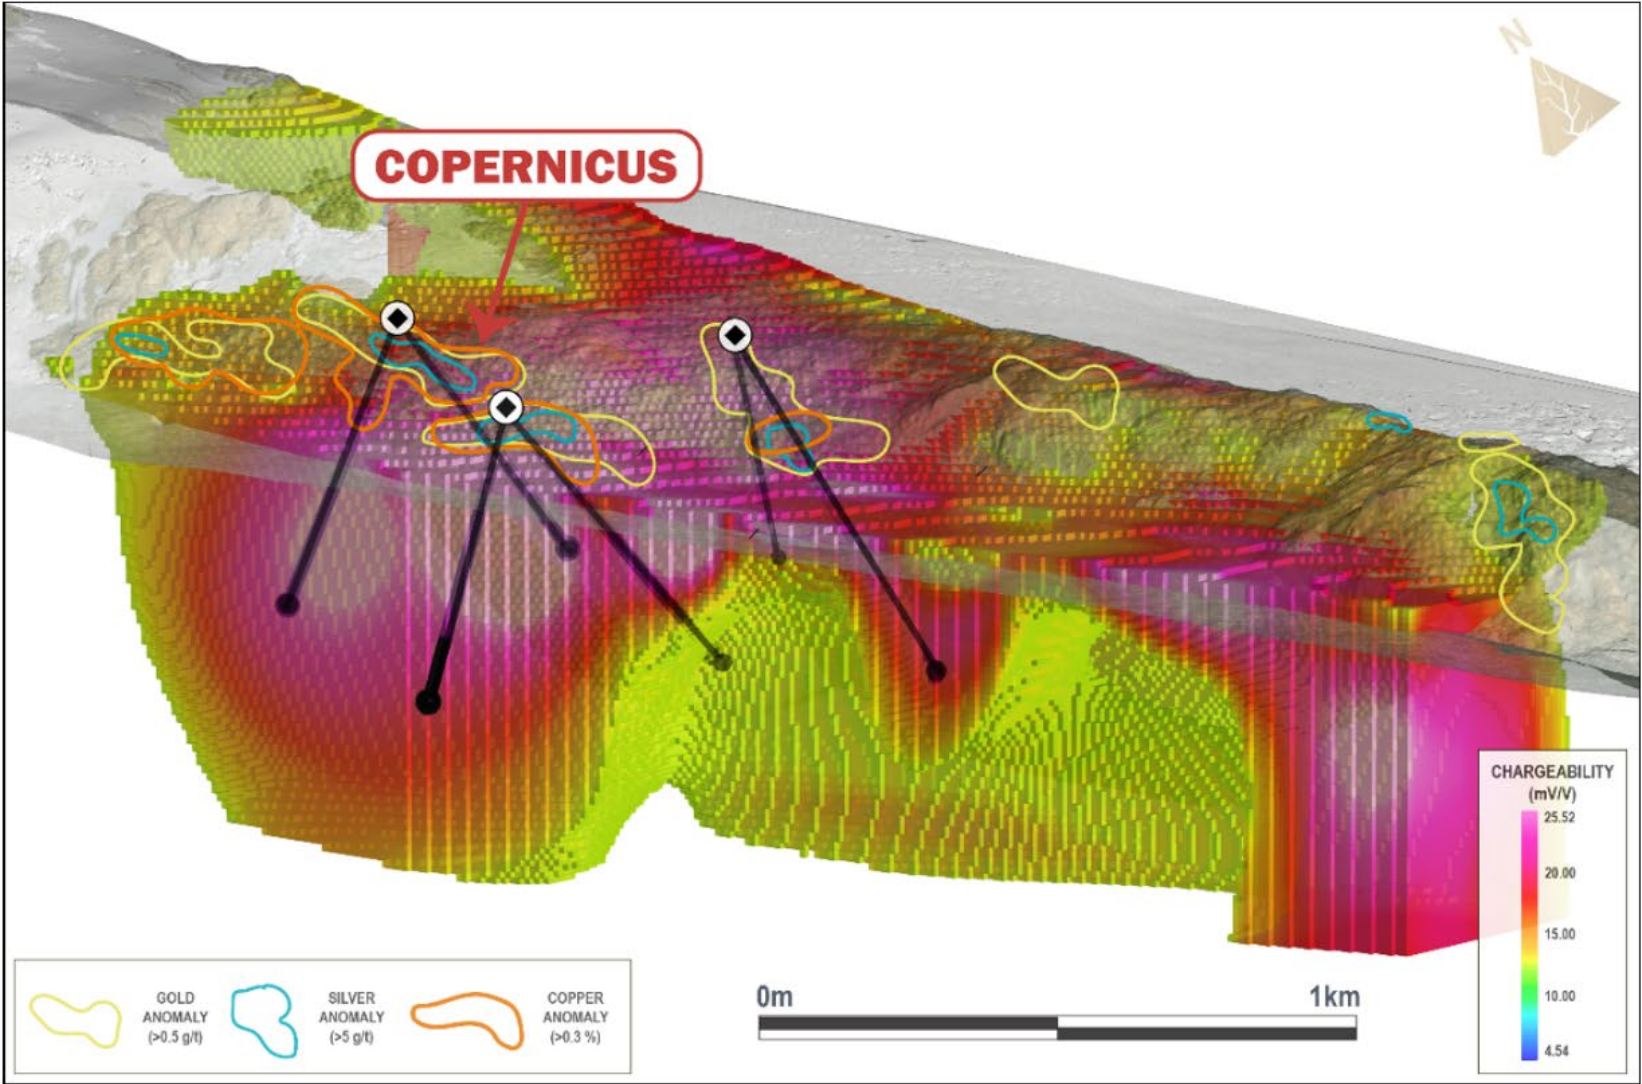 N
COPERNICUS
CHARGEABILITY
(mV/V)
25.52
20.00
15.00
10.00
4.54
0m 1km
GOLD
ANOMALY
(>0.5 g/t)
SILVER
ANOMALY
(>5 g/t)
COPPER
ANOMALY
(>0.3 %)